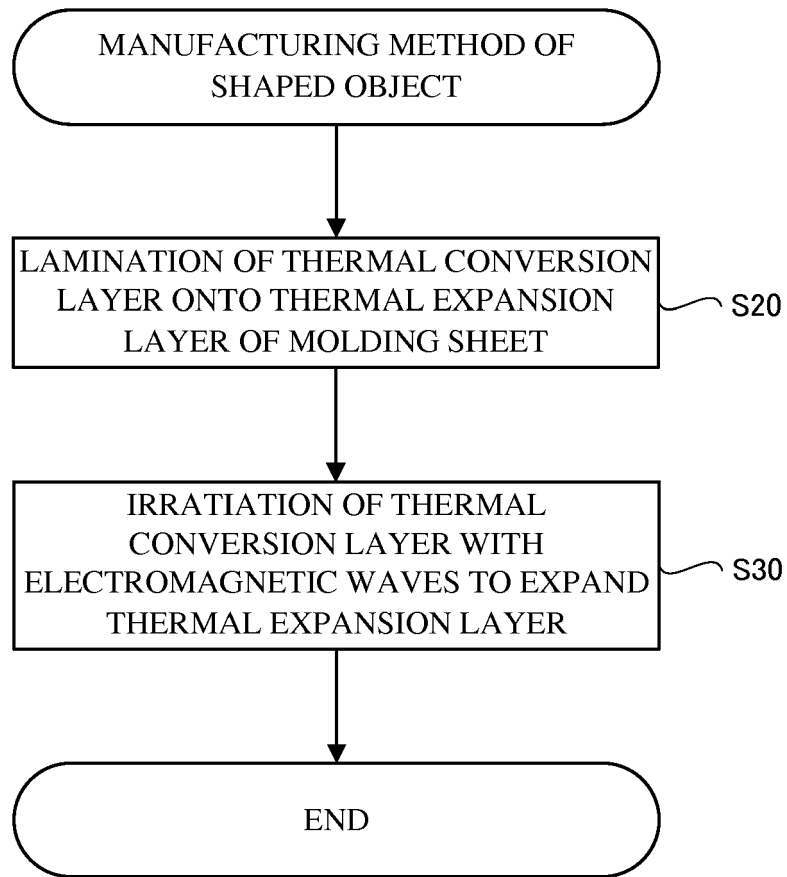 MANUFACTURING METHOD OF
SHAPED OBJECT
LAMINATION OF THERMAL CONVERSION
LAYER ONTO THERMAL EXPANSION
LAYER OF MOLDING SHEET
S20
IRRATIATION OF THERMAL
CONVERSION LAYER WITH
ELECTROMAGNETIC WAVES TO EXPAND
THERMAL EXPANSION LAYER
S30
END